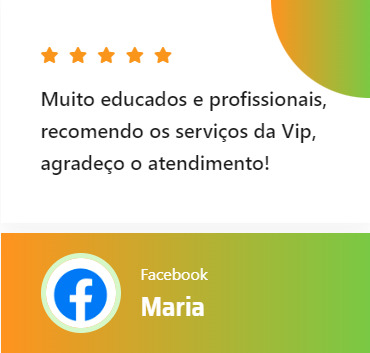 Muito educados e profissionais,
recomendo os serviços da Vip,
agradeço o atendimento!
Facebook
Maria